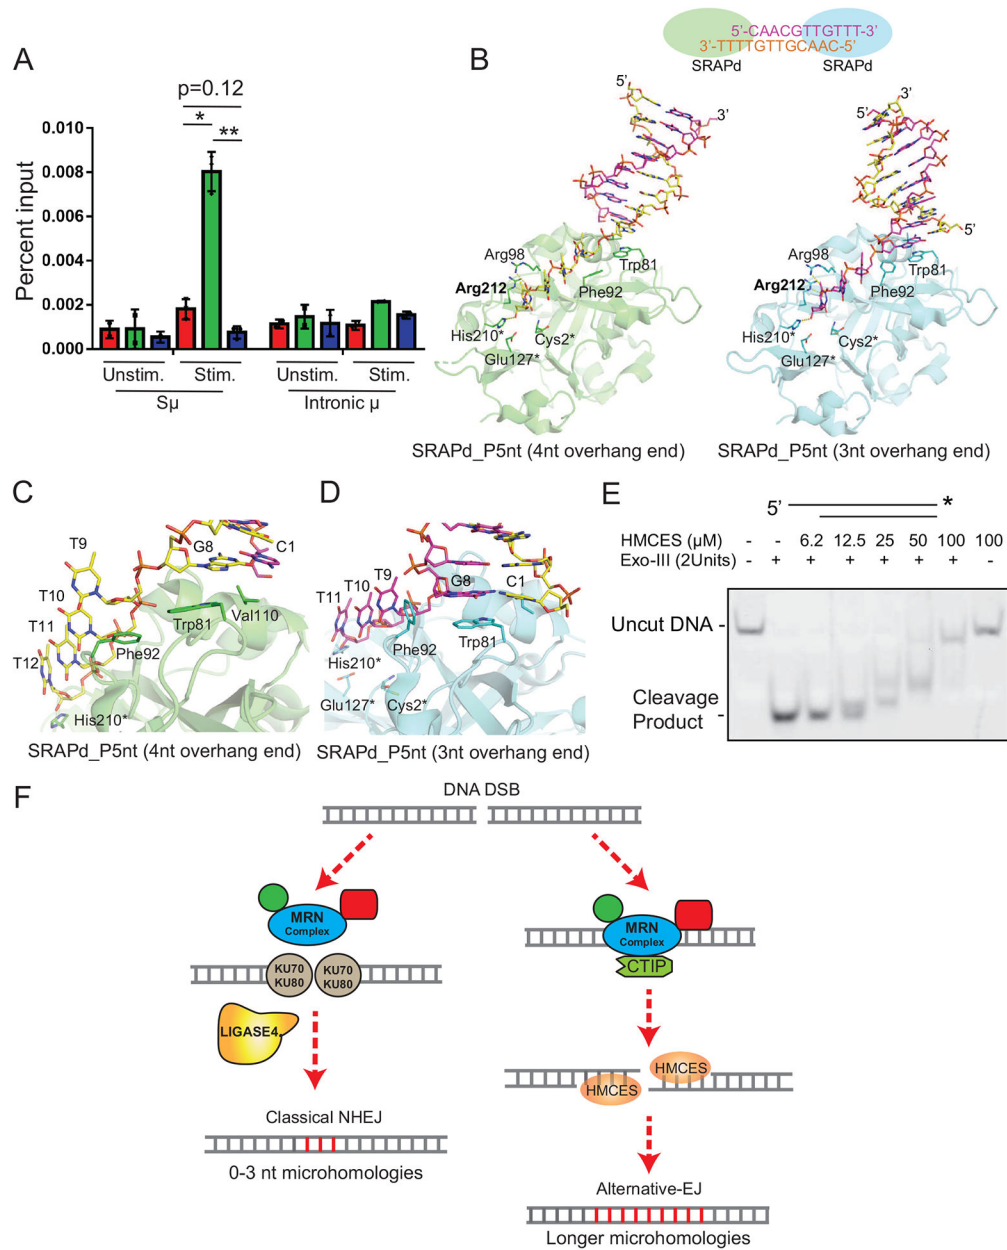 A
p=0.12
*
**
Percent input
0.010
0.008
0.006
0.004
0.002
0.000
Unstim. Stim. Unstim. Stim.
Sμ Intronic μ
B
5'-CAACGTTGTTT-3'
3'-TTTTGTTGCAAC-5'
SRAPd SRAPd
5' 3'
Arg98
Trp81
Arg212
Phe92
His210*
Cys2*
Glu127*
SRAPd_P5nt (4nt overhang end)
3'
5'
5'
Arg98
Trp81
Arg212
Phe92
His210*
Cys2*
Glu127*
SRAPd_P5nt (3nt overhang end)
C
T9
G8 C1
T10
T11
Trp81 Val110
Phe92
T12
His210*
SRAPd_P5nt (4nt overhang end)
D
T9
T10
T11
G8 C1
His210*
Phe92
Trp81
Glu127* Cys2*
SRAPd_P5nt (3nt overhang end)
E
5' *
HMCES (μM) - - 6.2 12.5 25 50 100 100
Exo-III (2Units) - + + + + + + -
Uncut DNA -
Cleavage
Product -
F
DNA DSB
MRN
Complex
KU70
KU80
KU70
KU80
LIGASE4
Classical NHEJ
0-3 nt microhomologies
MRN
Complex
CTIP
HMCES
HMCES
Alternative-EJ
Longer microhomologies